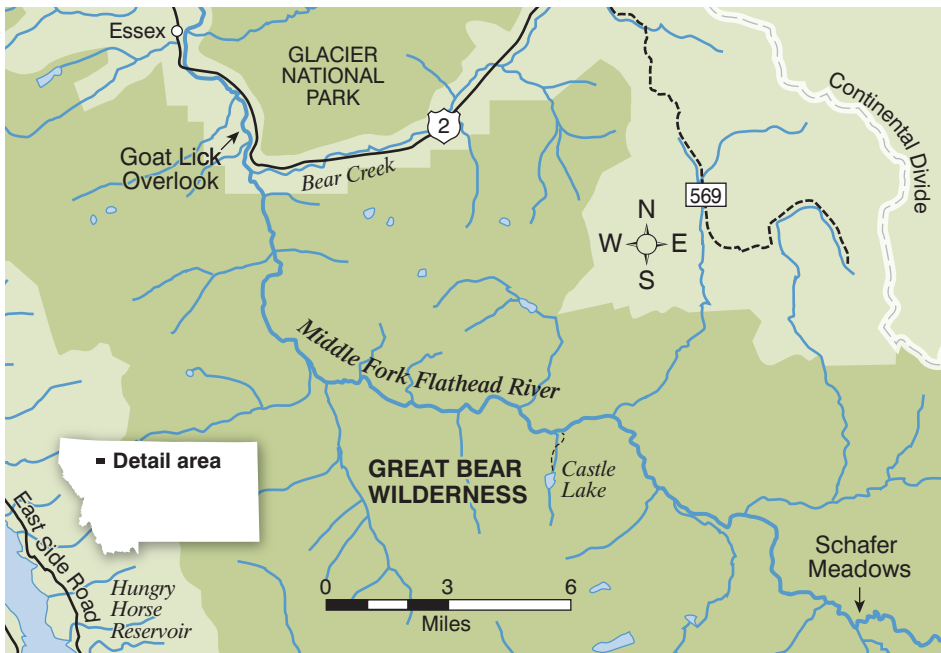 Essex
GLACIER
NATIONAL
PARK
Continental Divide
2
Goat Lick
Overlook
Bear Creek
569
N
W E
S
Middle Fork Flathead River
Detail area
GREAT BEAR
WILDERNESS
Castle
Lake
East Side Road
Schafer
Meadows
Hungry
Horse
Reservoir
0 3 6
Miles